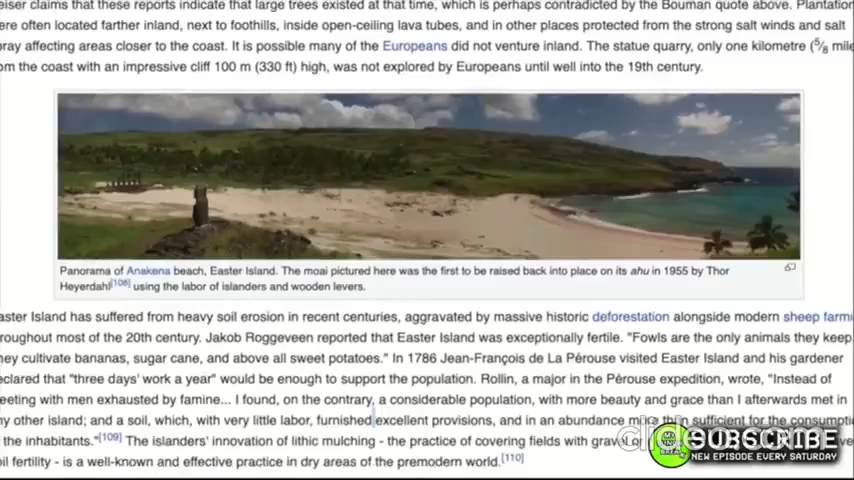 eiser claims that these reports indicate that large trees existed at that time, which is perhaps contradicted by the Bouman quote above. Plantation
ere often located farther inland, next to foothills, inside open-ceiling lava tubes, and in other places protected from the strong salt winds and salt
ray affecting areas closer to the coast. It is possible many of the Europeans did not venture inland. The statue quarry, only one kilometre (5⁄8 mile
om the coast with an impressive cliff 100 m (330 ft) high, was not explored by Europeans until well into the 19th century.
Panorama of Anakena beach, Easter Island. The moai pictured here was the first to be raised back into place on its ahu in 1955 by Thor
Heyerdahl[108] using the labor of islanders and wooden levers.
aster Island has suffered from heavy soil erosion in recent centuries, aggravated by massive historic deforestation alongside modern sheep farmi
roughout most of the 20th century. Jakob Roggeveen reported that Easter Island was exceptionally fertile. "Fowls are the only animals they keep
hey cultivate bananas, sugar cane, and above all sweet potatoes." In 1786 Jean-François de La Pérouse visited Easter Island and his gardener
eclared that "three days' work a year" would be enough to support the population. Rollin, a major in the Pérouse expedition, wrote, "Instead of
eeting with men exhausted by famine... I found, on the contrary, a considerable population, with more beauty and grace than I afterwards met in
ny other island; and a soil, which, with very little labor, furnished excellent provisions, and in an abundance more than sufficient for the consumpti
the inhabitants."[109] The islanders' innovation of lithic mulching - the practice of covering fields with gravel or
il fertility - is a well-known and effective practice in dry areas of the premodern world.[110]
SUBSCRIBE
NEW EPISODE EVERY SATURDAY